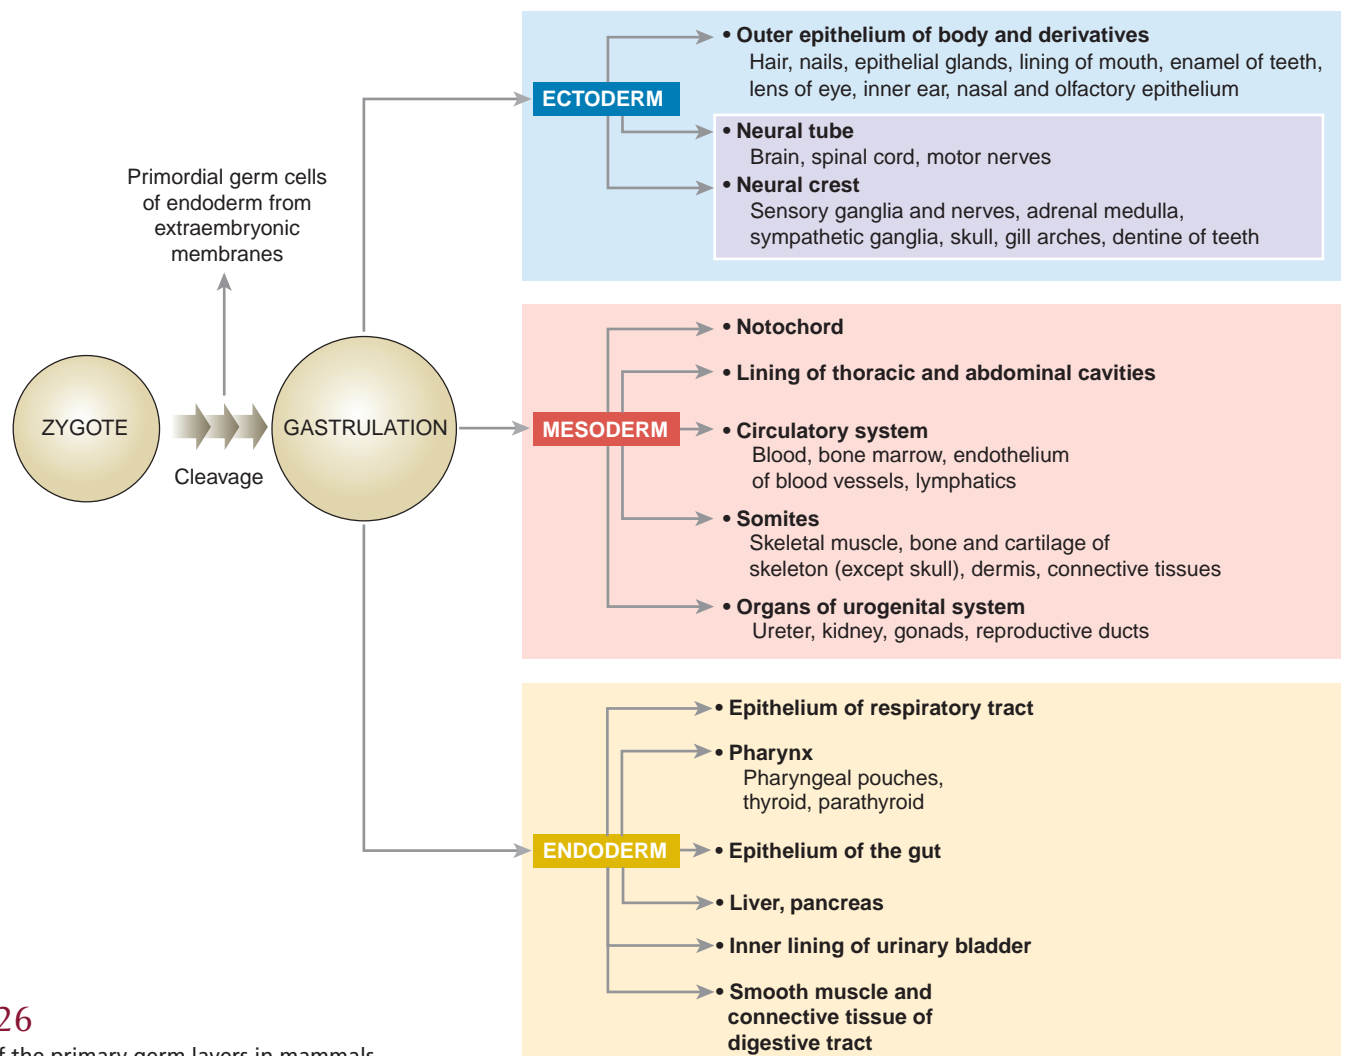 • Outer epithelium of body and derivatives
Hair, nails, epithelial glands, lining of mouth, enamel of teeth,
lens of eye, inner ear, nasal and olfactory epithelium
ECTODERM
• Neural tube
Brain, spinal cord, motor nerves
• Neural crest
Sensory ganglia and nerves, adrenal medulla,
sympathetic ganglia, skull, gill arches, dentine of teeth
Primordial germ cells
of endoderm from
extraembryonic
membranes
ZYGOTE
Cleavage
GASTRULATION
MESODERM
• Notochord
• Lining of thoracic and abdominal cavities
• Circulatory system
Blood, bone marrow, endothelium
of blood vessels, lymphatics
• Somites
Skeletal muscle, bone and cartilage of
skeleton (except skull), dermis, connective tissues
• Organs of urogenital system
Ureter, kidney, gonads, reproductive ducts
ENDODERM
• Epithelium of respiratory tract
• Pharynx
Pharyngeal pouches,
thyroid, parathyroid
• Epithelium of the gut
• Liver, pancreas
• Inner lining of urinary bladder
• Smooth muscle and
connective tissue of
digestive tract
26
the primary germ layers in mammals